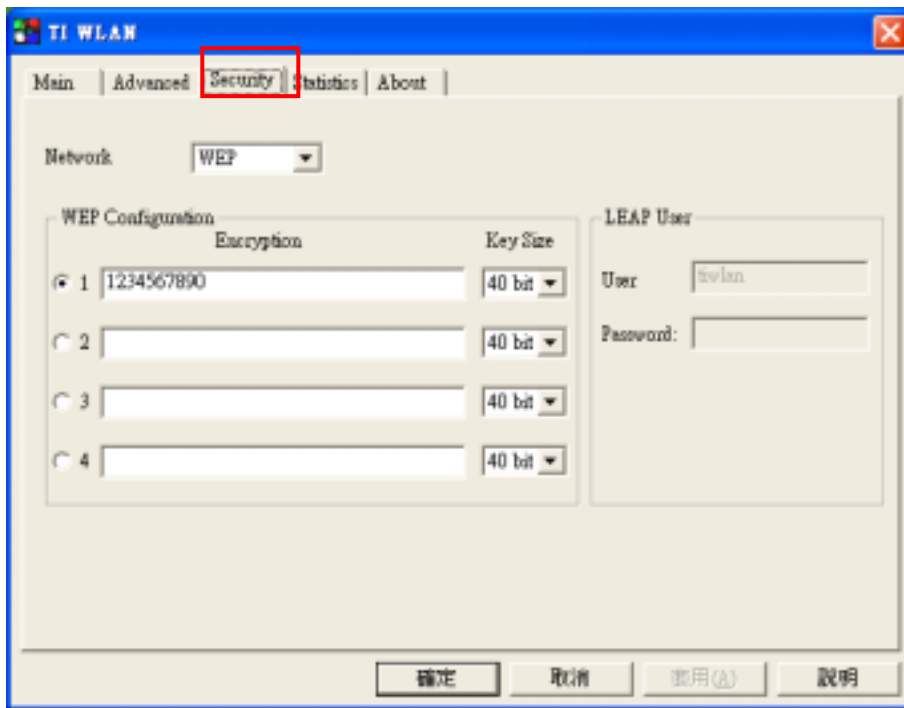 TI WLAN
Main Advanced Security Statistics About
Network WEP
WEP Configuration
Encryption Key Size
1 1234567890 40 bit
2 40 bit
3 40 bit
4 40 bit
LEAP User
User tiwlan
Password:
確定 取消 套用(A) 說明